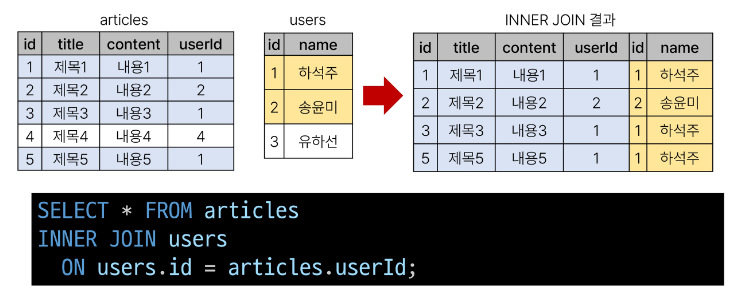 articles users INNER JOIN 결과
id title content userId id name id title content userId id name
1 제목1 내용1 1 1 하석주 1 제목1 내용1 1 1 하석주
2 제목2 내용2 2 2 송윤미 2 제목2 내용2 2 2 송윤미
3 제목3 내용3 1 3 유하선 3 제목3 내용3 1 1 하석주
4 제목4 내용4 4 5 제목5 내용5 1 1 하석주
5 제목5 내용5 1
SELECT * FROM articles
INNER JOIN users
ON users.id = articles.userId;